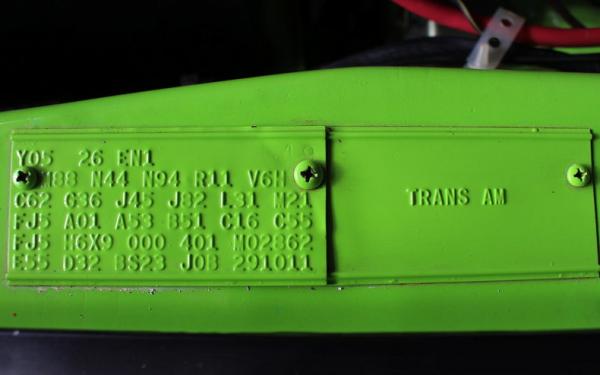 Y05 26 EN1
M88 N44 N94 R11 V6H
C62 G36 J45 J82 L31 M21
FJ5 A01 A53 B51 C16 C55
FJ5 M6X9 000 401 M02862
E55 D32 BS23 J0B 291011
TRANS AM